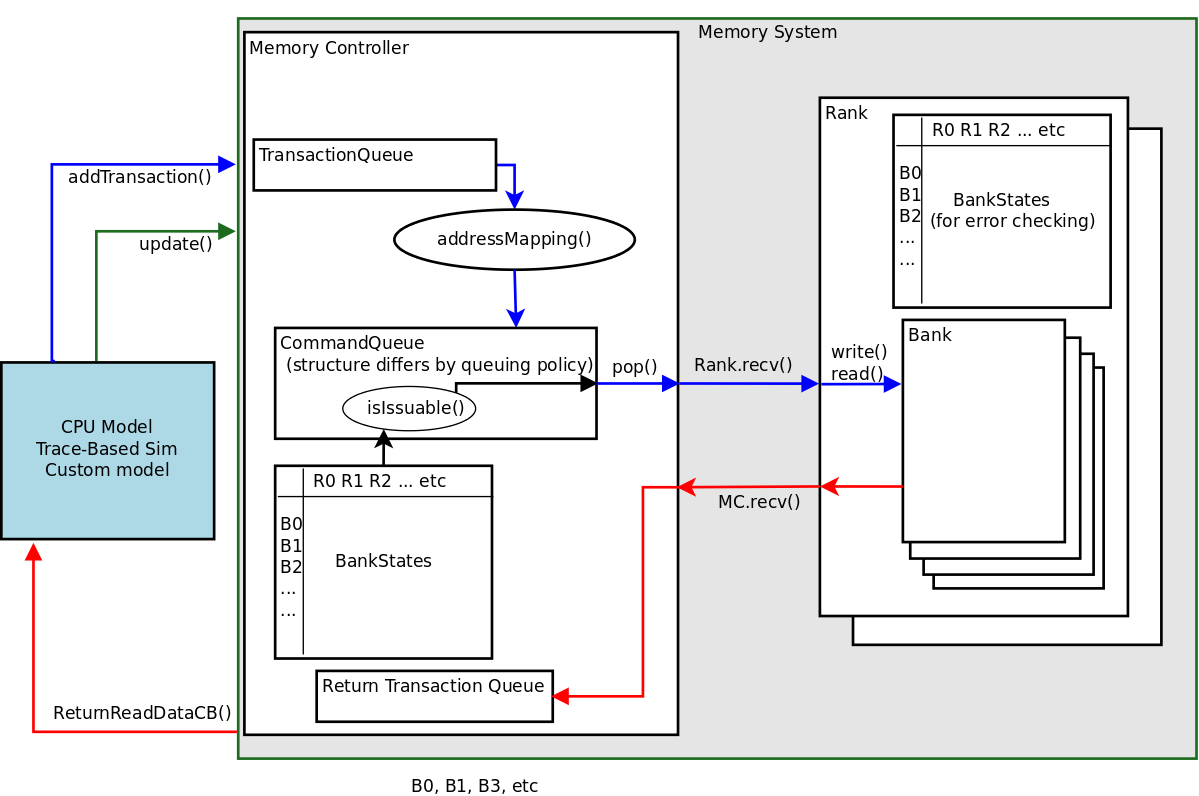 Memory System
Memory Controller
TransactionQueue
addTransaction()
update()
addressMapping()
CommandQueue
(structure differs by queuing policy)
isIssuable()
pop()
Rank.recv()
write()
read()
Rank
R0 R1 R2 ... etc
B0
B1
B2
...
...
BankStates
(for error checking)
Bank
CPU Model
Trace-Based Sim
Custom model
R0 R1 R2 ... etc
B0
B1
B2
...
...
BankStates
MC.recv()
Return Transaction Queue
ReturnReadDataCB()
B0, B1, B3, etc